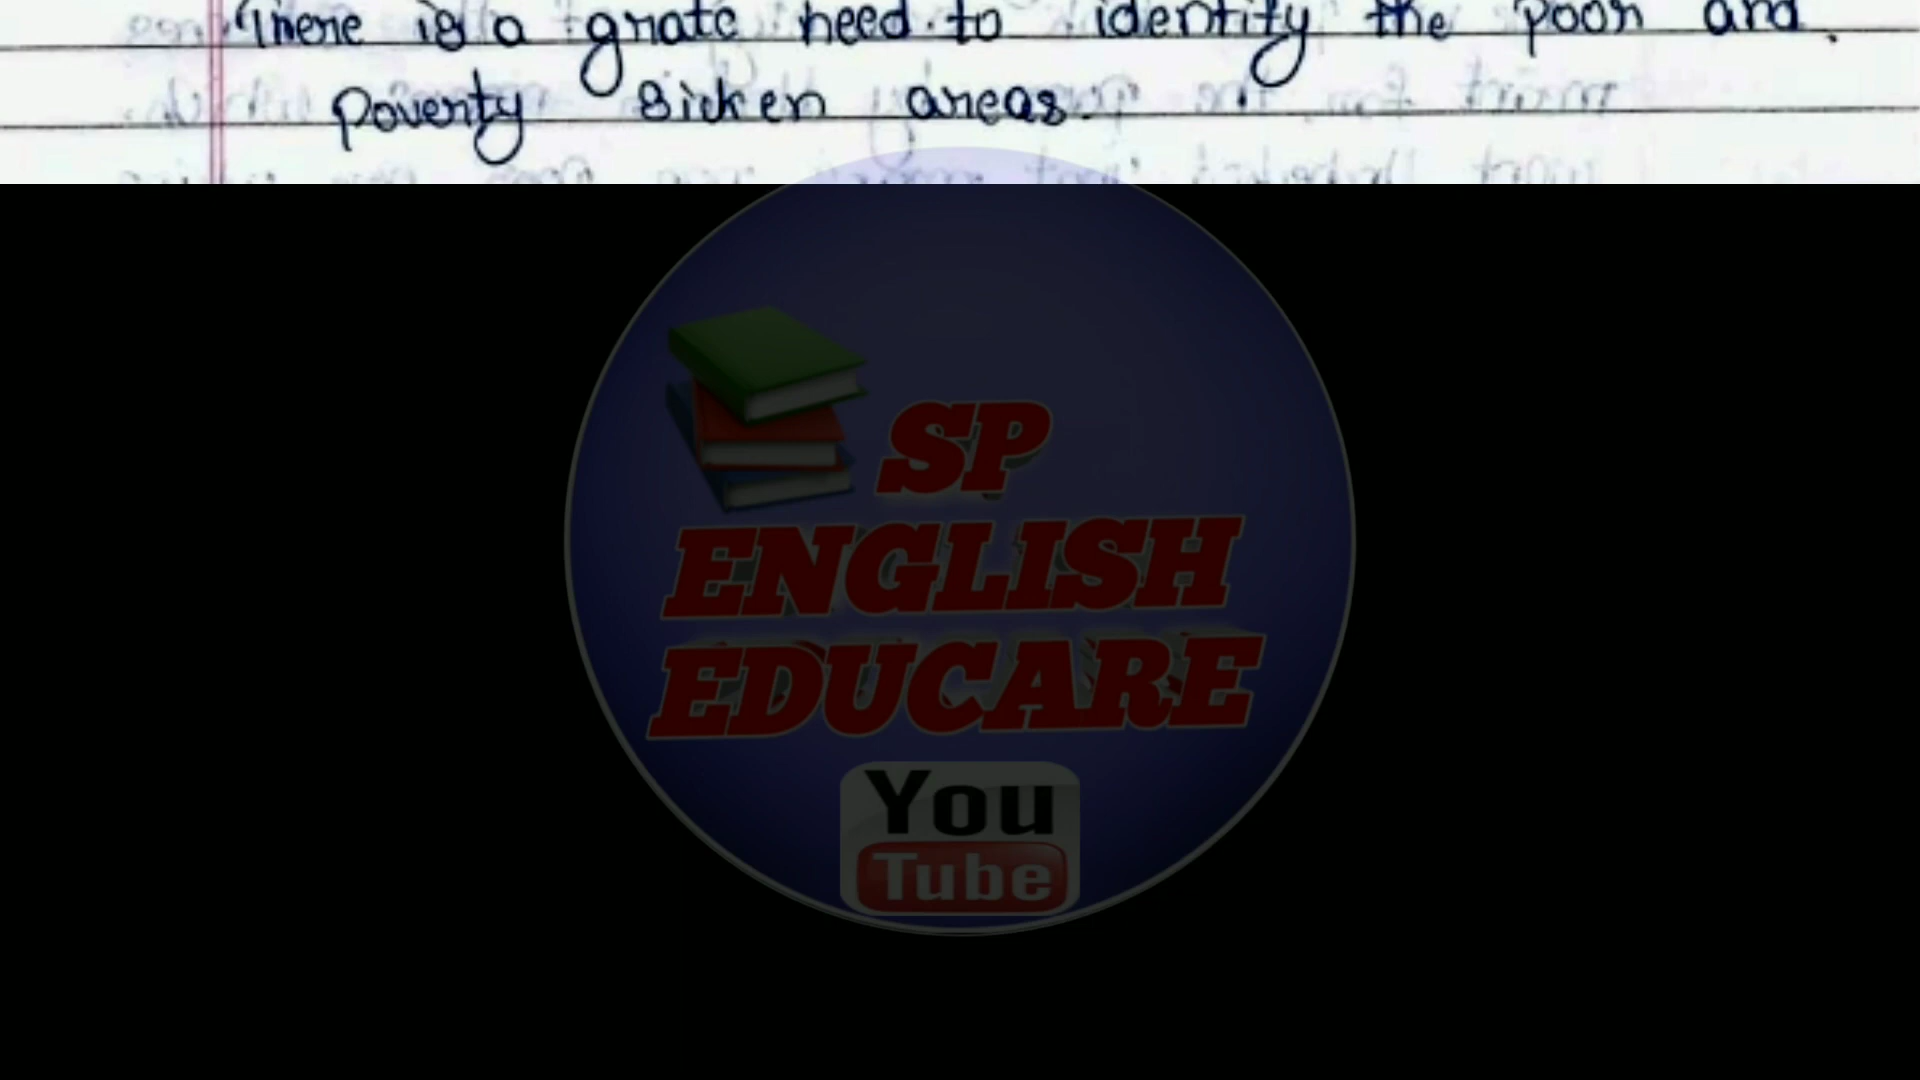 There is a grate need to identify the poor and
poverty sicken areas.
SP
ENGLISH
EDUCARE
You
Tube